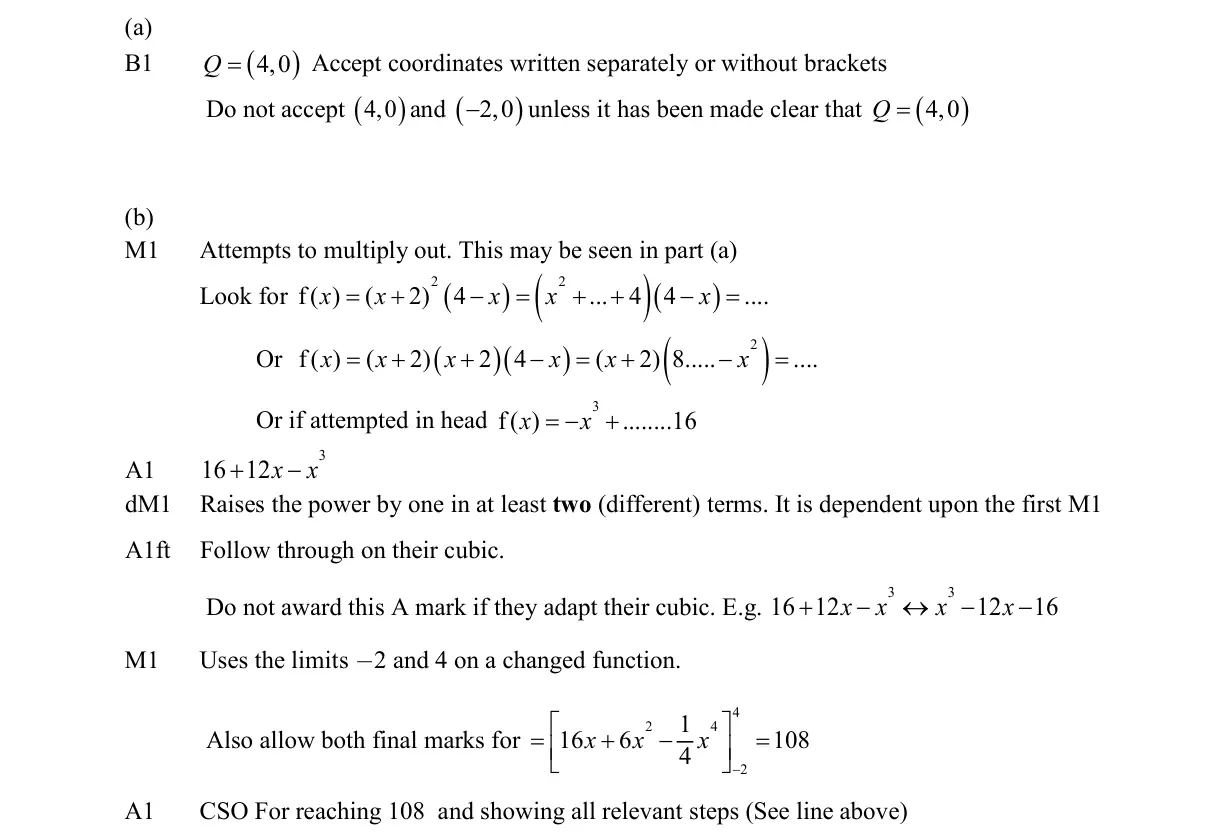 (a)
B1 Q = (4,0) Accept coordinates written separately or without brackets
Do not accept (4,0) and (−2,0) unless it has been made clear that Q = (4,0)
(b)
M1 Attempts to multiply out. This may be seen in part (a)
Look for f(x) = (x+2)²(4−x) = (x²+...+4)(4−x) = ....
Or f(x) = (x+2)(x+2)(4−x) = (x+2)(8.....−x²) = ....
Or if attempted in head f(x) = −x³+........16
A1 16+12x−x³
dM1 Raises the power by one in at least two (different) terms. It is dependent upon the first M1
A1ft Follow through on their cubic.
Do not award this A mark if they adapt their cubic. E.g. 16+12x−x³ ↔ x³−12x−16
M1 Uses the limits −2 and 4 on a changed function.
Also allow both final marks for = [16x+6x²−1/4x⁴]⁴₋₂ = 108
A1 CSO For reaching 108 and showing all relevant steps (See line above)